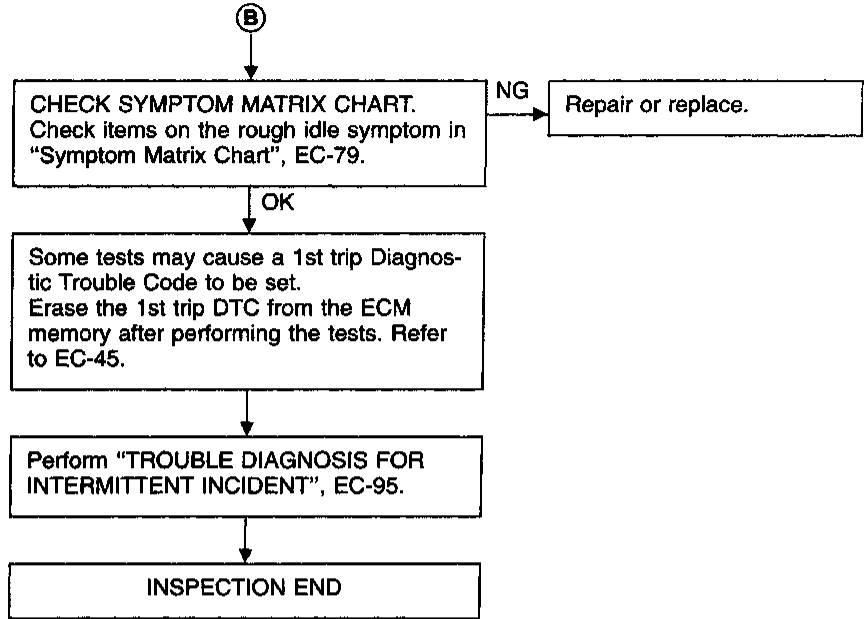 B
CHECK SYMPTOM MATRIX CHART.
Check items on the rough idle symptom in
“Symptom Matrix Chart”, EC-79.
NG
Repair or replace.
OK
Some tests may cause a 1st trip Diagnos-
tic Trouble Code to be set.
Erase the 1st trip DTC from the ECM
memory after performing the tests. Refer
to EC-45.
Perform “TROUBLE DIAGNOSIS FOR
INTERMITTENT INCIDENT”, EC-95.
INSPECTION END